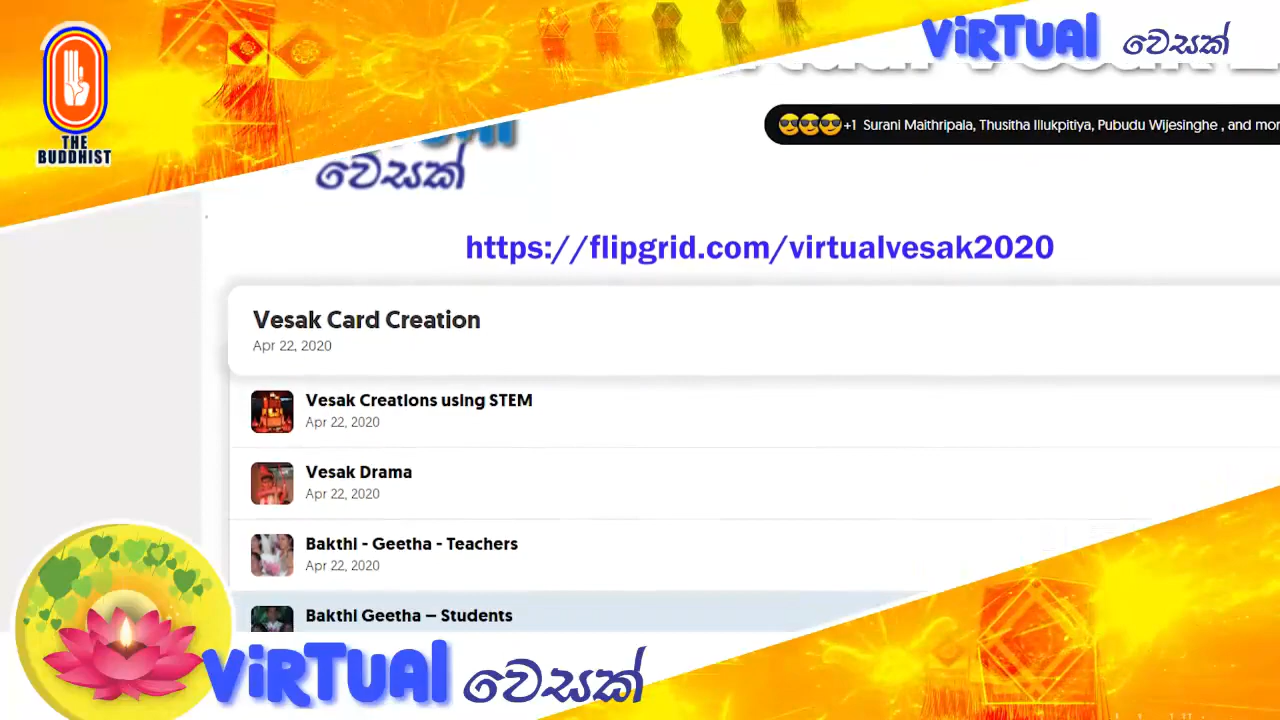 THE
BUDDHIST
ViRTUAl වෙසක්
+1 Surani Maithripala, Thusitha Illukpitiya, Pubudu Wijesinghe , and mor
වෙසක්
https://flipgrid.com/virtualvesak2020
Vesak Card Creation
Apr 22, 2020
Vesak Creations using STEM
Apr 22, 2020
Vesak Drama
Apr 22, 2020
Bakthi - Geetha - Teachers
Apr 22, 2020
Bakthi Geetha – Students
ViRTUAl වෙසක්